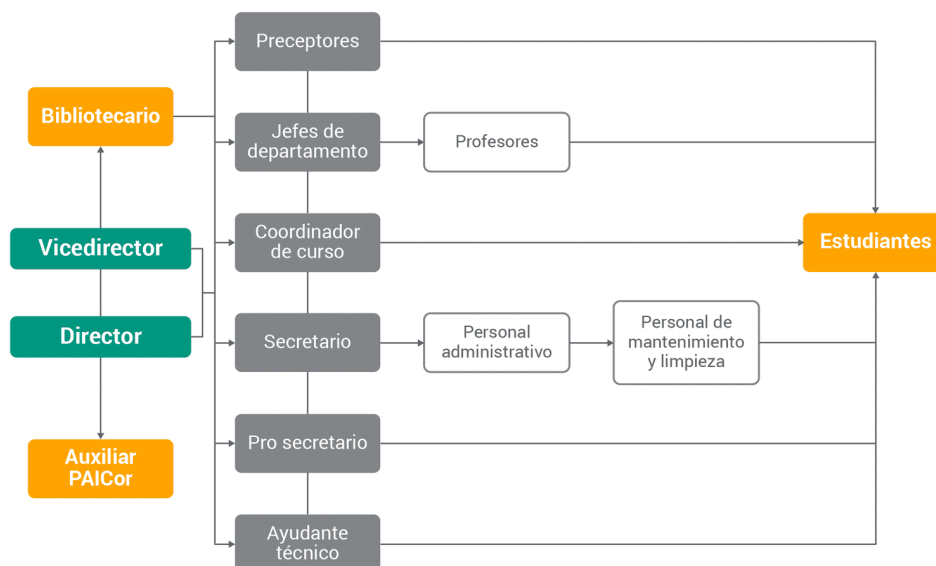 Preceptores
Bibliotecario
Jefes de
departamento
Profesores
Vicedirector
Coordinador
de curso
Estudiantes
Director
Secretario
Personal
administrativo
Personal de
mantenimiento
y limpieza
Auxiliar
PAICor
Pro secretario
Ayudante
técnico